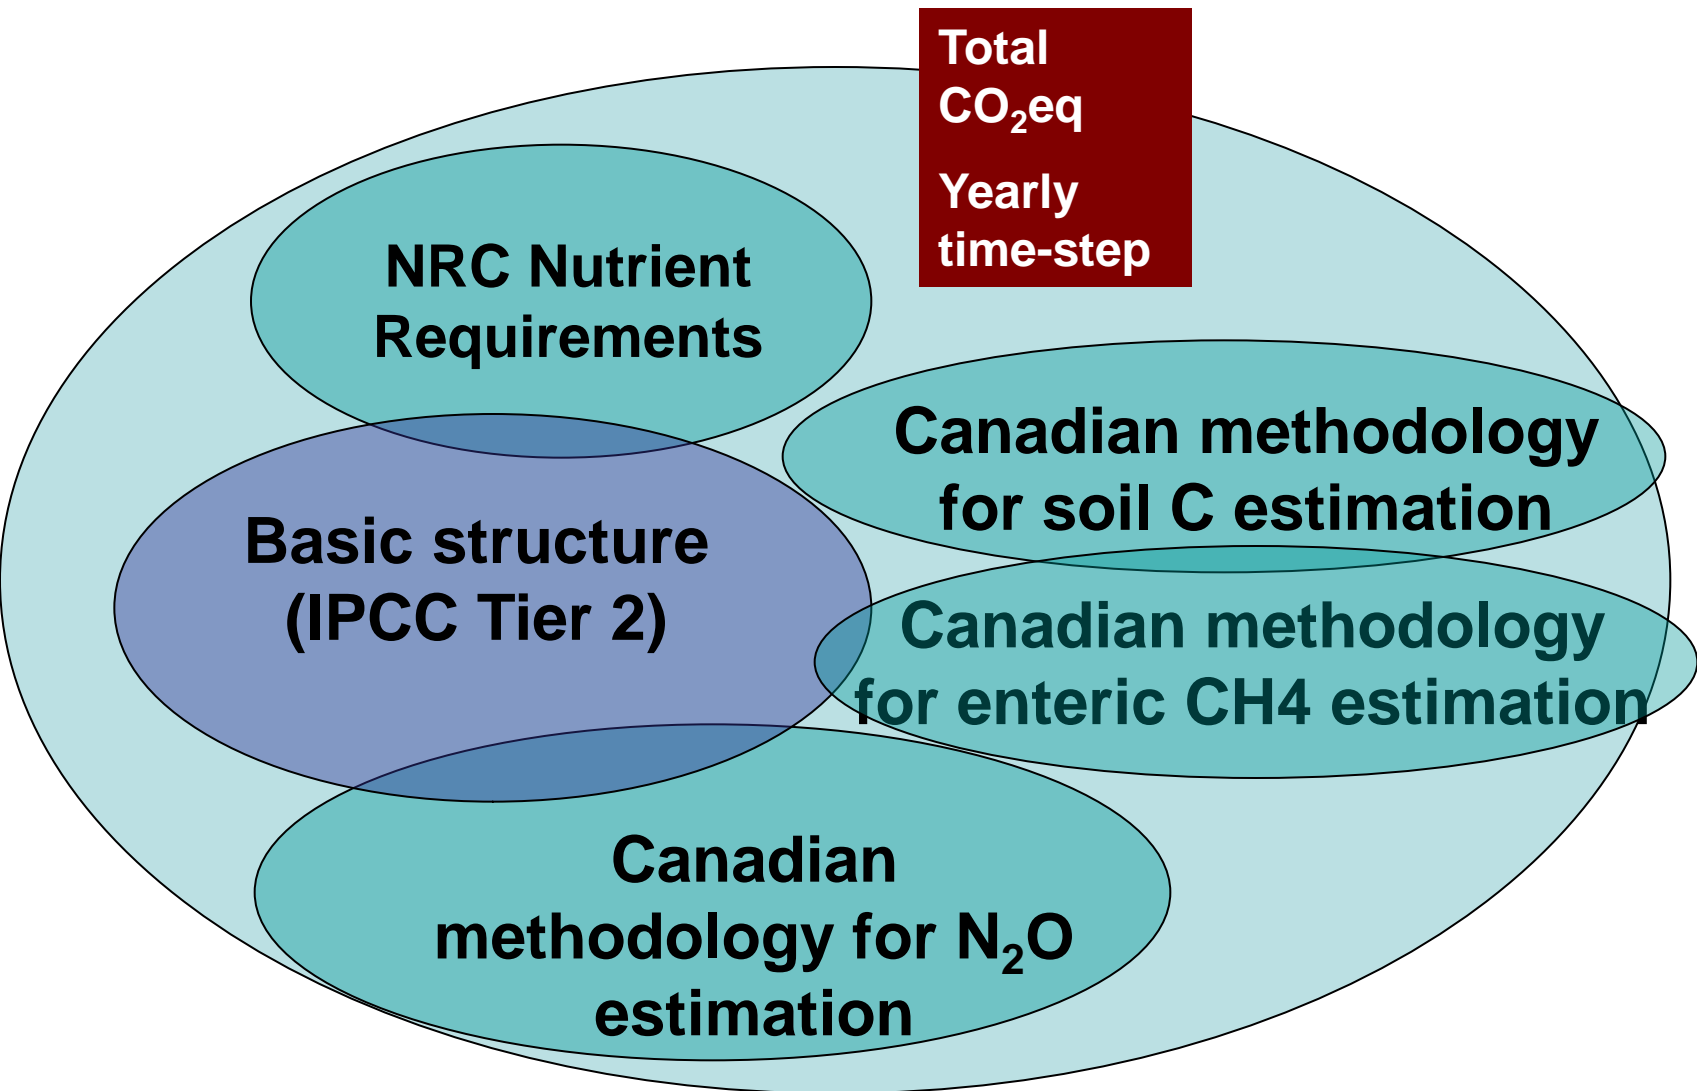 Total
CO₂eq
Yearly
time-step
NRC Nutrient
Requirements
Canadian methodology
for soil C estimation
Basic structure
(IPCC Tier 2)
Canadian methodology
for enteric CH4 estimation
Canadian
methodology for N₂O
estimation